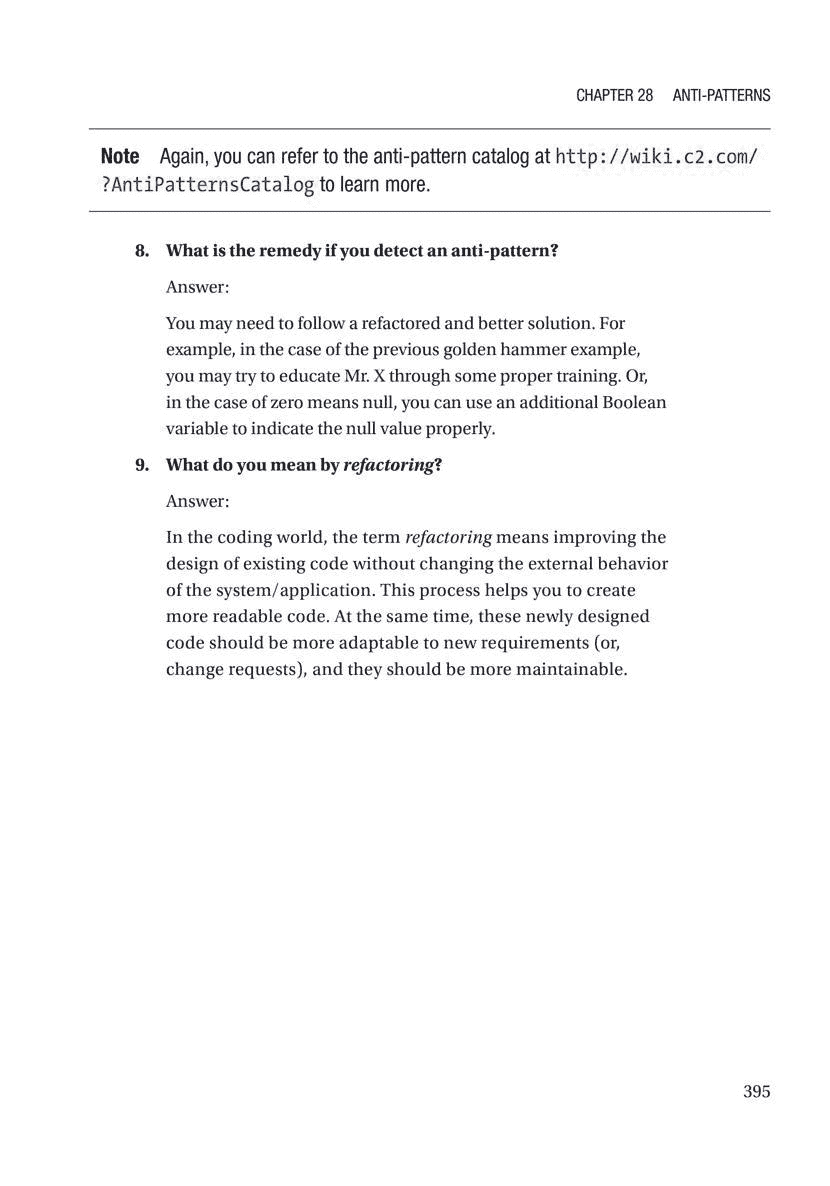 CHAPTER 28 ANTI-PATTERNS
Note Again, you can refer to the anti-pattern catalog at http://wiki.c2.com/
?AntiPatternsCatalog to learn more.
8. What is the remedy if you detect an anti-pattern?
Answer:
You may need to follow a refactored and better solution. For
example, in the case of the previous golden hammer example,
you may try to educate Mr. X through some proper training. Or,
in the case of zero means null, you can use an additional Boolean
variable to indicate the null value properly.
9. What do you mean by refactoring?
Answer:
In the coding world, the term refactoring means improving the
design of existing code without changing the external behavior
of the system/application. This process helps you to create
more readable code. At the same time, these newly designed
code should be more adaptable to new requirements (or,
change requests), and they should be more maintainable.
395